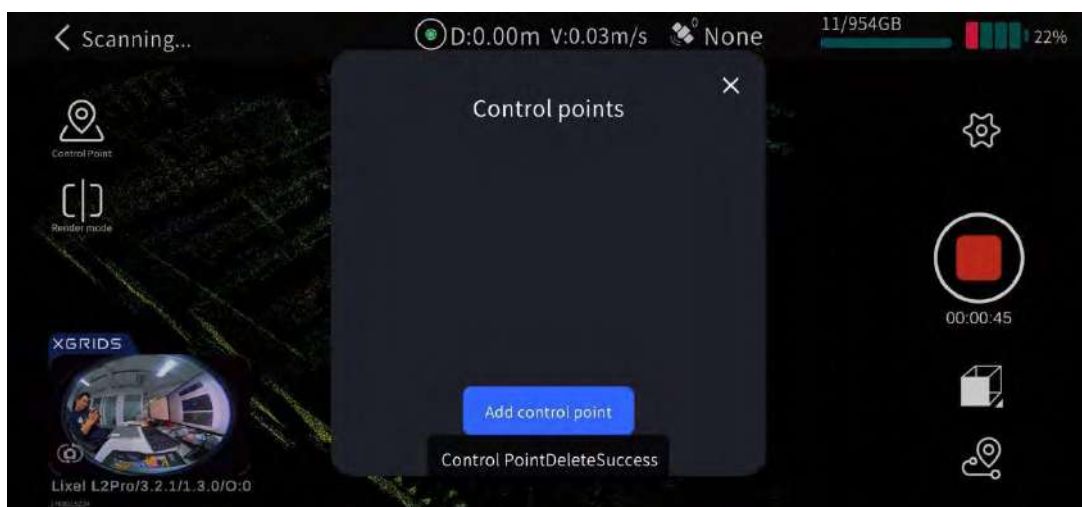 Scanning...
D:0.00m V:0.03m/s
0
None
11/954GB
22%
Control Point
Render mode
Control points
Add control point
Control PointDeleteSuccess
00:00:45
XGRIDS
Lixel L2Pro/3.2.1/1.3.0/O:0